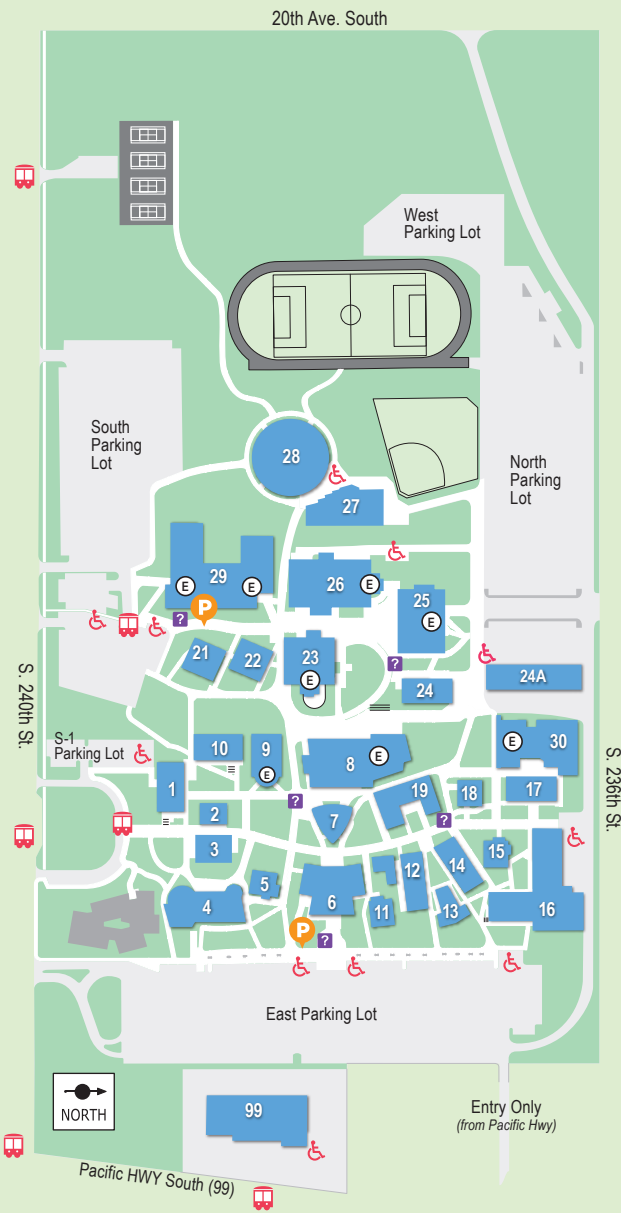 20th Ave. South
West
Parking Lot
South
Parking
Lot
28
North
Parking
Lot
27
29
E
E
26
E
25
E
P
?
21
22
23
E
?
24
24A
S. 240th St.
S-1
Parking Lot
10
9
E
8
E
E
30
S. 236th St.
1
2
3
?
7
19
?
18
17
4
5
6
11
12
13
14
15
16
P
?
East Parking Lot
NORTH
99
Entry Only
(from Pacific Hwy)
Pacific HWY South (99)